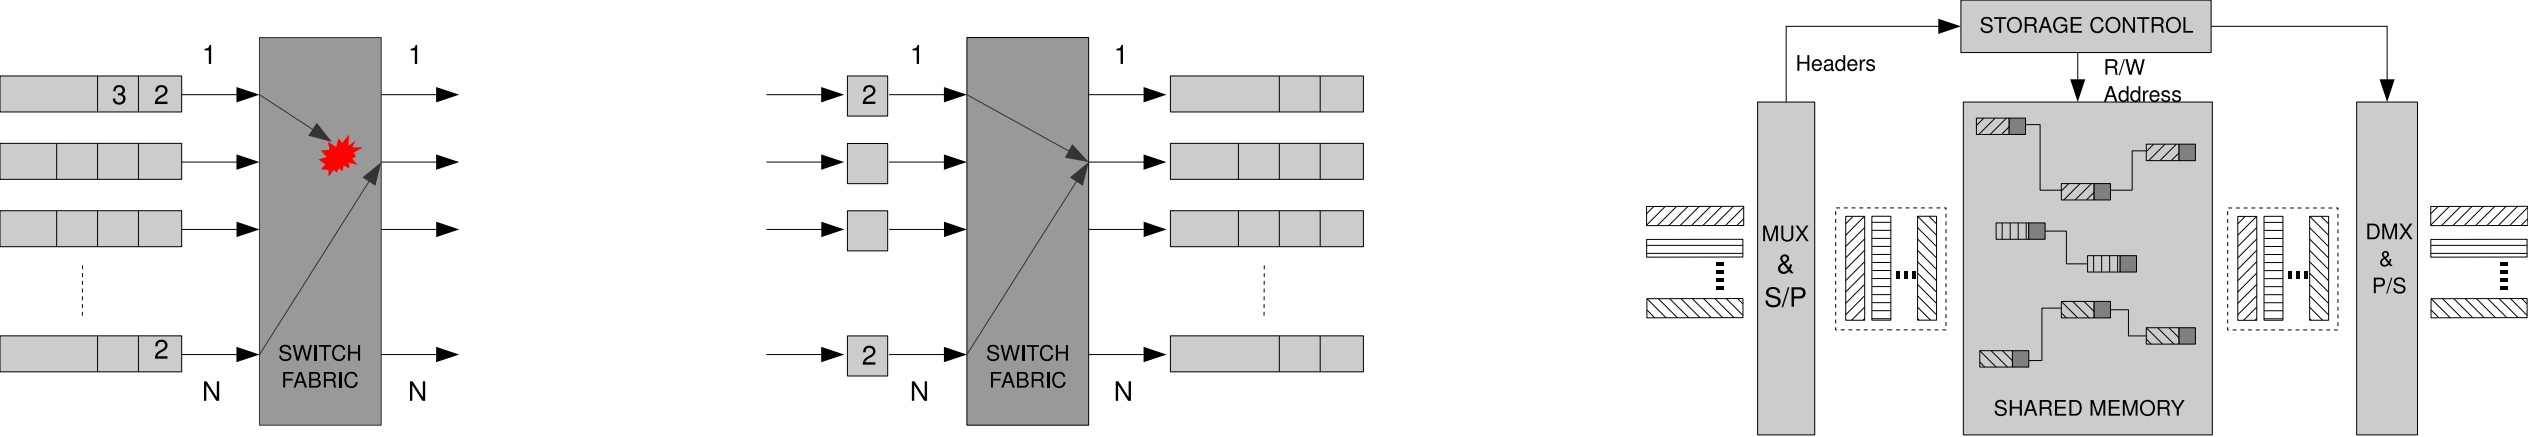 1
1
3
2
2
SWITCH
FABRIC
N
N
1
1
2
2
SWITCH
FABRIC
N
N
STORAGE CONTROL
Headers
R/W
Address
MUX
&
S/P
DMX
&
P/S
SHARED MEMORY